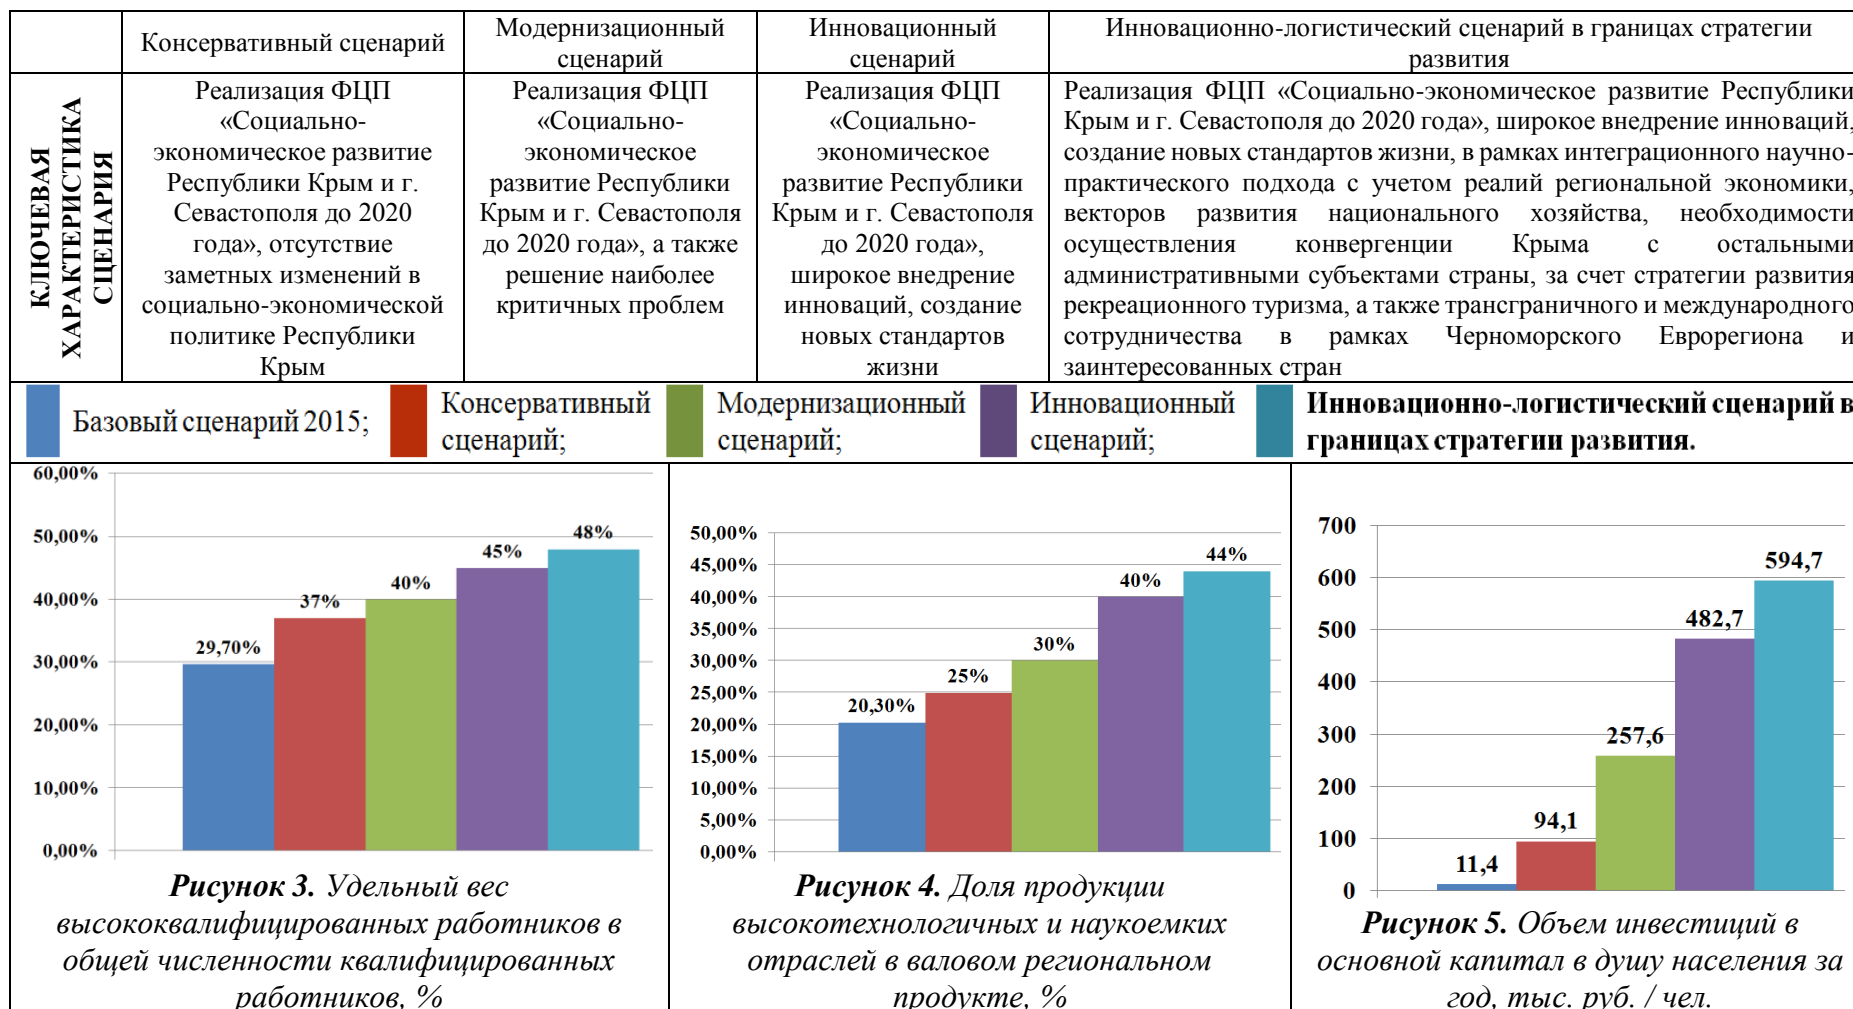 Консервативный сценарий
Модернизационный
сценарий
Инновационный
сценарий
Инновационно-логистический сценарий в границах стратегии
развития
КЛЮЧЕВАЯ
ХАРАКТЕРИСТИКА
СЦЕНАРИЯ
Реализация ФЦП
«Социально-
экономическое развитие
Республики Крым и г.
Севастополя до 2020
года», отсутствие
заметных изменений в
социально-экономической
политике Республики
Крым
Реализация ФЦП
«Социально-
экономическое
развитие Республики
Крым и г. Севастополя
до 2020 года», а также
решение наиболее
критичных проблем
Реализация ФЦП
«Социально-
экономическое
развитие Республики
Крым и г. Севастополя
до 2020 года»,
широкое внедрение
инноваций, создание
новых стандартов
жизни
Реализация ФЦП «Социально-экономическое развитие Республики
Крым и г. Севастополя до 2020 года», широкое внедрение инноваций,
создание новых стандартов жизни, в рамках интеграционного научно-
практического подхода с учетом реалий региональной экономики,
векторов развития национального хозяйства, необходимости
осуществления конвергенции Крыма с остальными
административными субъектами страны, за счет стратегии развития
рекреационного туризма, а также трансграничного и международного
сотрудничества в рамках Черноморского Еврорегиона и
заинтересованных стран
Базовый сценарий 2015;
Консервативный
сценарий;
Модернизационный
сценарий;
Инновационный
сценарий;
Инновационно-логистический сценарий в
границах стратегии развития.
60,00%
50,00%
40,00%
30,00%
20,00%
10,00%
0,00%
29,70%
37%
40%
45%
48%
Рисунок 3. Удельный вес
высококвалифицированных работников в
общей численности квалифицированных
работников, %
50,00%
45,00%
40,00%
35,00%
30,00%
25,00%
20,00%
15,00%
10,00%
5,00%
0,00%
20,30%
25%
30%
40%
44%
Рисунок 4. Доля продукции
высокотехнологичных и наукоемких
отраслей в валовом региональном
продукте, %
700
600
500
400
300
200
100
0
11,4
94,1
257,6
482,7
594,7
Рисунок 5. Объем инвестиций в
основной капитал в душу населения за
год, тыс. руб. / чел.